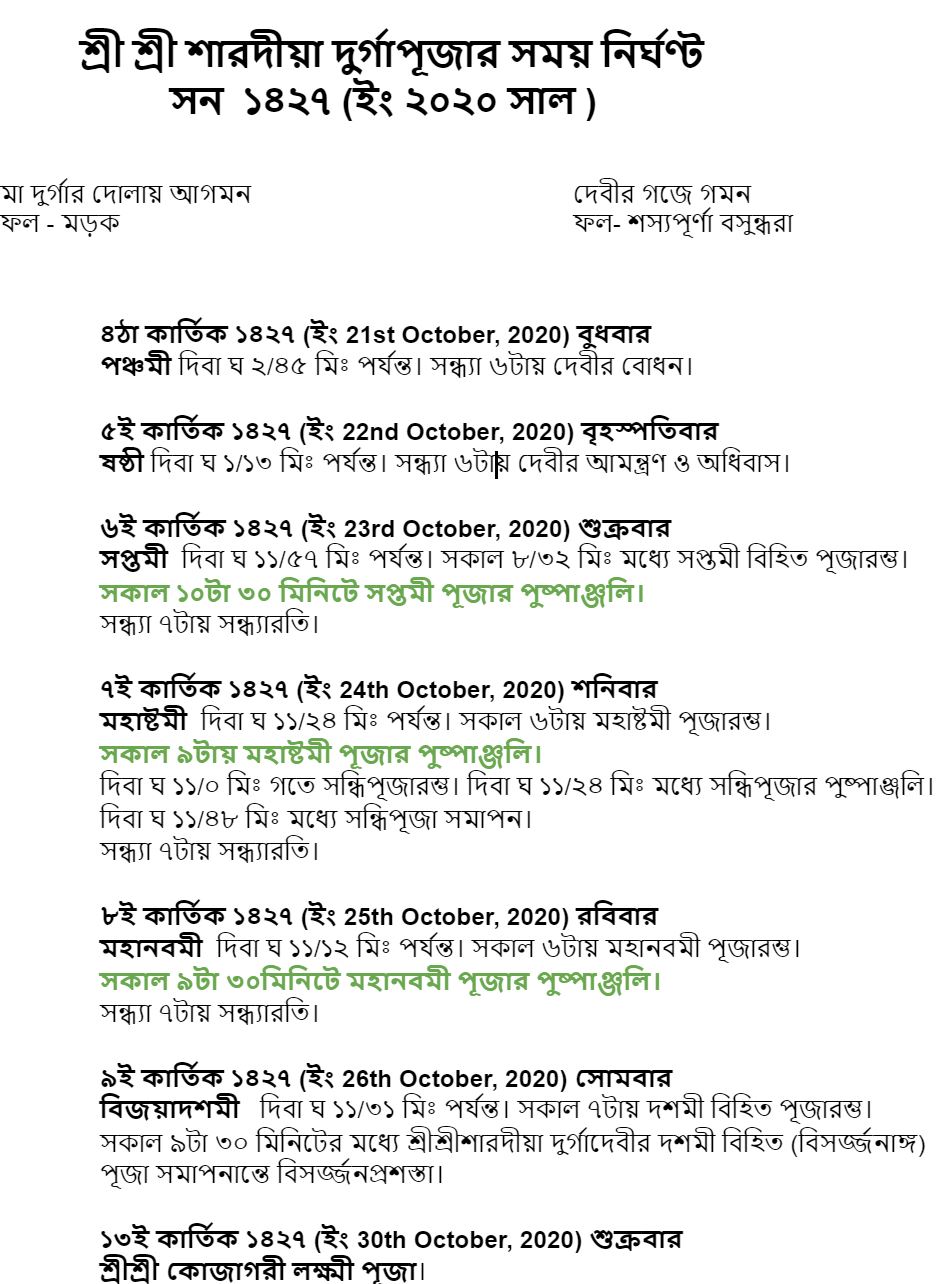 শ্রী শ্রী শারদীয়া দুর্গাপূজার সময় নির্ঘণ্ট
সন ১৪২৭ (ইং ২০২০ সাল )
মা দুর্গার দোলায় আগমন
ফল - মড়ক
দেবীর গজে গমন
ফল- শস্যপূর্ণা বসুন্ধরা
৪ঠা কার্তিক ১৪২৭ (ইং 21st October, 2020) বুধবার
পঞ্চমী দিবা ঘ ২/৪৫ মিঃ পর্যন্ত। সন্ধ্যা ৬টায় দেবীর বোধন।
৫ই কার্তিক ১৪২৭ (ইং 22nd October, 2020) বৃহস্পতিবার
ষষ্ঠী দিবা ঘ ১/১৩ মিঃ পর্যন্ত। সন্ধ্যা ৬টায় দেবীর আমন্ত্রণ ও অধিবাস।
৬ই কার্তিক ১৪২৭ (ইং 23rd October, 2020) শুক্রবার
সপ্তমী দিবা ঘ ১১/৫৭ মিঃ পর্যন্ত। সকাল ৮/৩২ মিঃ মধ্যে সপ্তমী বিহিত পূজারম্ভ।
সকাল ১০টা ৩০ মিনিটে সপ্তমী পূজার পুষ্পাঞ্জলি।
সন্ধ্যা ৭টায় সন্ধ্যারতি।
৭ই কার্তিক ১৪২৭ (ইং 24th October, 2020) শনিবার
মহাষ্টমী দিবা ঘ ১১/২৪ মিঃ পর্যন্ত। সকাল ৬টায় মহাষ্টমী পূজারম্ভ।
সকাল ৯টায় মহাষ্টমী পূজার পুষ্পাঞ্জলি।
দিবা ঘ ১১/০ মিঃ গতে সন্ধিপূজারম্ভ। দিবা ঘ ১১/২৪ মিঃ মধ্যে সন্ধিপূজার পুষ্পাঞ্জলি।
দিবা ঘ ১১/৪৮ মিঃ মধ্যে সন্ধিপূজা সমাপন।
সন্ধ্যা ৭টায় সন্ধ্যারতি।
৮ই কার্তিক ১৪২৭ (ইং 25th October, 2020) রবিবার
মহানবমী দিবা ঘ ১১/১২ মিঃ পর্যন্ত। সকাল ৬টায় মহানবমী পূজারম্ভ।
সকাল ৯টা ৩০মিনিটে মহানবমী পূজার পুষ্পাঞ্জলি।
সন্ধ্যা ৭টায় সন্ধ্যারতি।
৯ই কার্তিক ১৪২৭ (ইং 26th October, 2020) সোমবার
বিজয়াদশমী দিবা ঘ ১১/৩১ মিঃ পর্যন্ত। সকাল ৭টায় দশমী বিহিত পূজারম্ভ।
সকাল ৯টা ৩০ মিনিটের মধ্যে শ্রীশ্রীশারদীয়া দুর্গাদেবীর দশমী বিহিত (বিসর্জ্জনাঙ্গ)
পূজা সমাপনান্তে বিসর্জ্জনপ্রশস্তা।
১৩ই কার্তিক ১৪২৭ (ইং 30th October, 2020) শুক্রবার
শ্রীশ্রী কোজাগরী লক্ষ্মী পূজা।